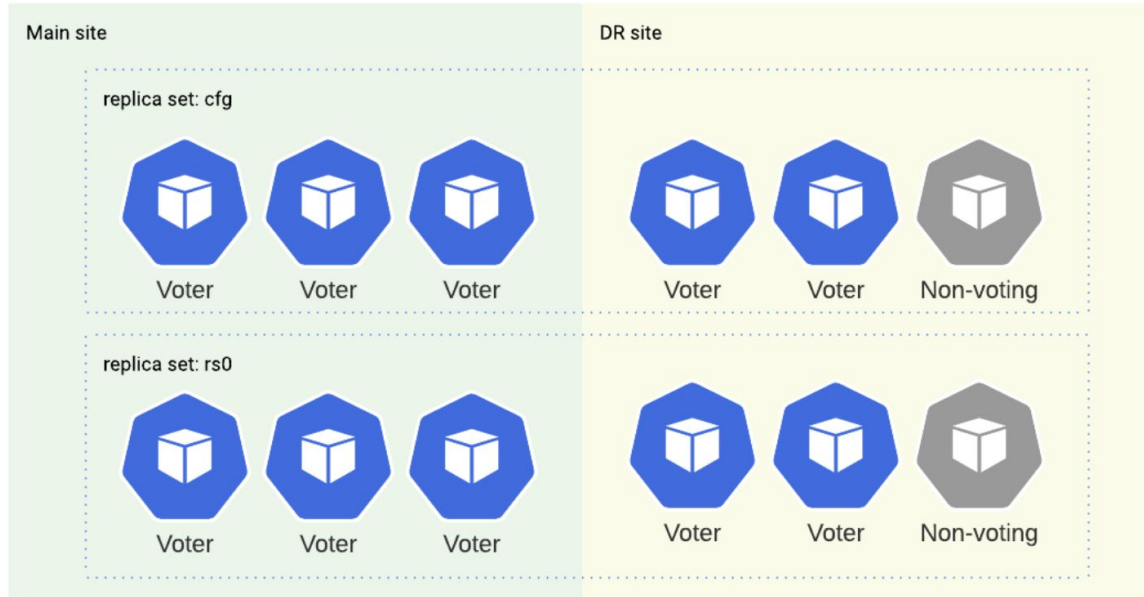 Main site
DR site
replica set: cfg
Voter
Voter
Voter
Voter
Voter
Non-voting
replica set: rs0
Voter
Voter
Voter
Voter
Voter
Non-voting